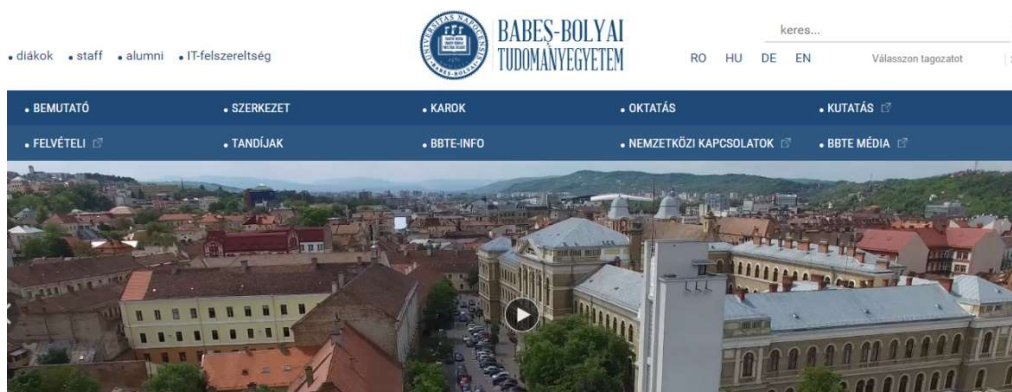 BABEȘ-BOLYAI
TUDOMÁNYEGYETEM
keres...
diákok staff alumni IT-felszereltség
RO HU DE EN Válasszon tagozatot
BEMUTATÓ SZERKEZET KAROK OKTATÁS KUTATÁS
FELVÉTELI TANDÍJAK BBTE-INFO NEMZETKÖZI KAPCSOLATOK BBTE MÉDIA